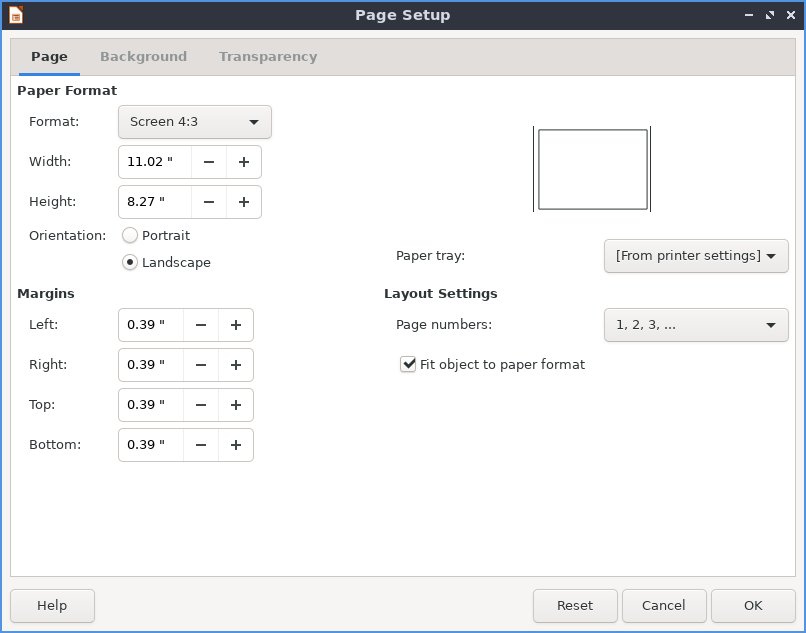 Page Setup
Page Background Transparency
Paper Format
Format: Screen 4:3
Width: 11.02 "
Height: 8.27 "
Orientation: Portrait
Landscape
Paper tray: [From printer settings]
Margins
Left: 0.39 "
Right: 0.39 "
Top: 0.39 "
Bottom: 0.39 "
Layout Settings
Page numbers: 1, 2, 3, ...
Fit object to paper format
Help Reset Cancel OK